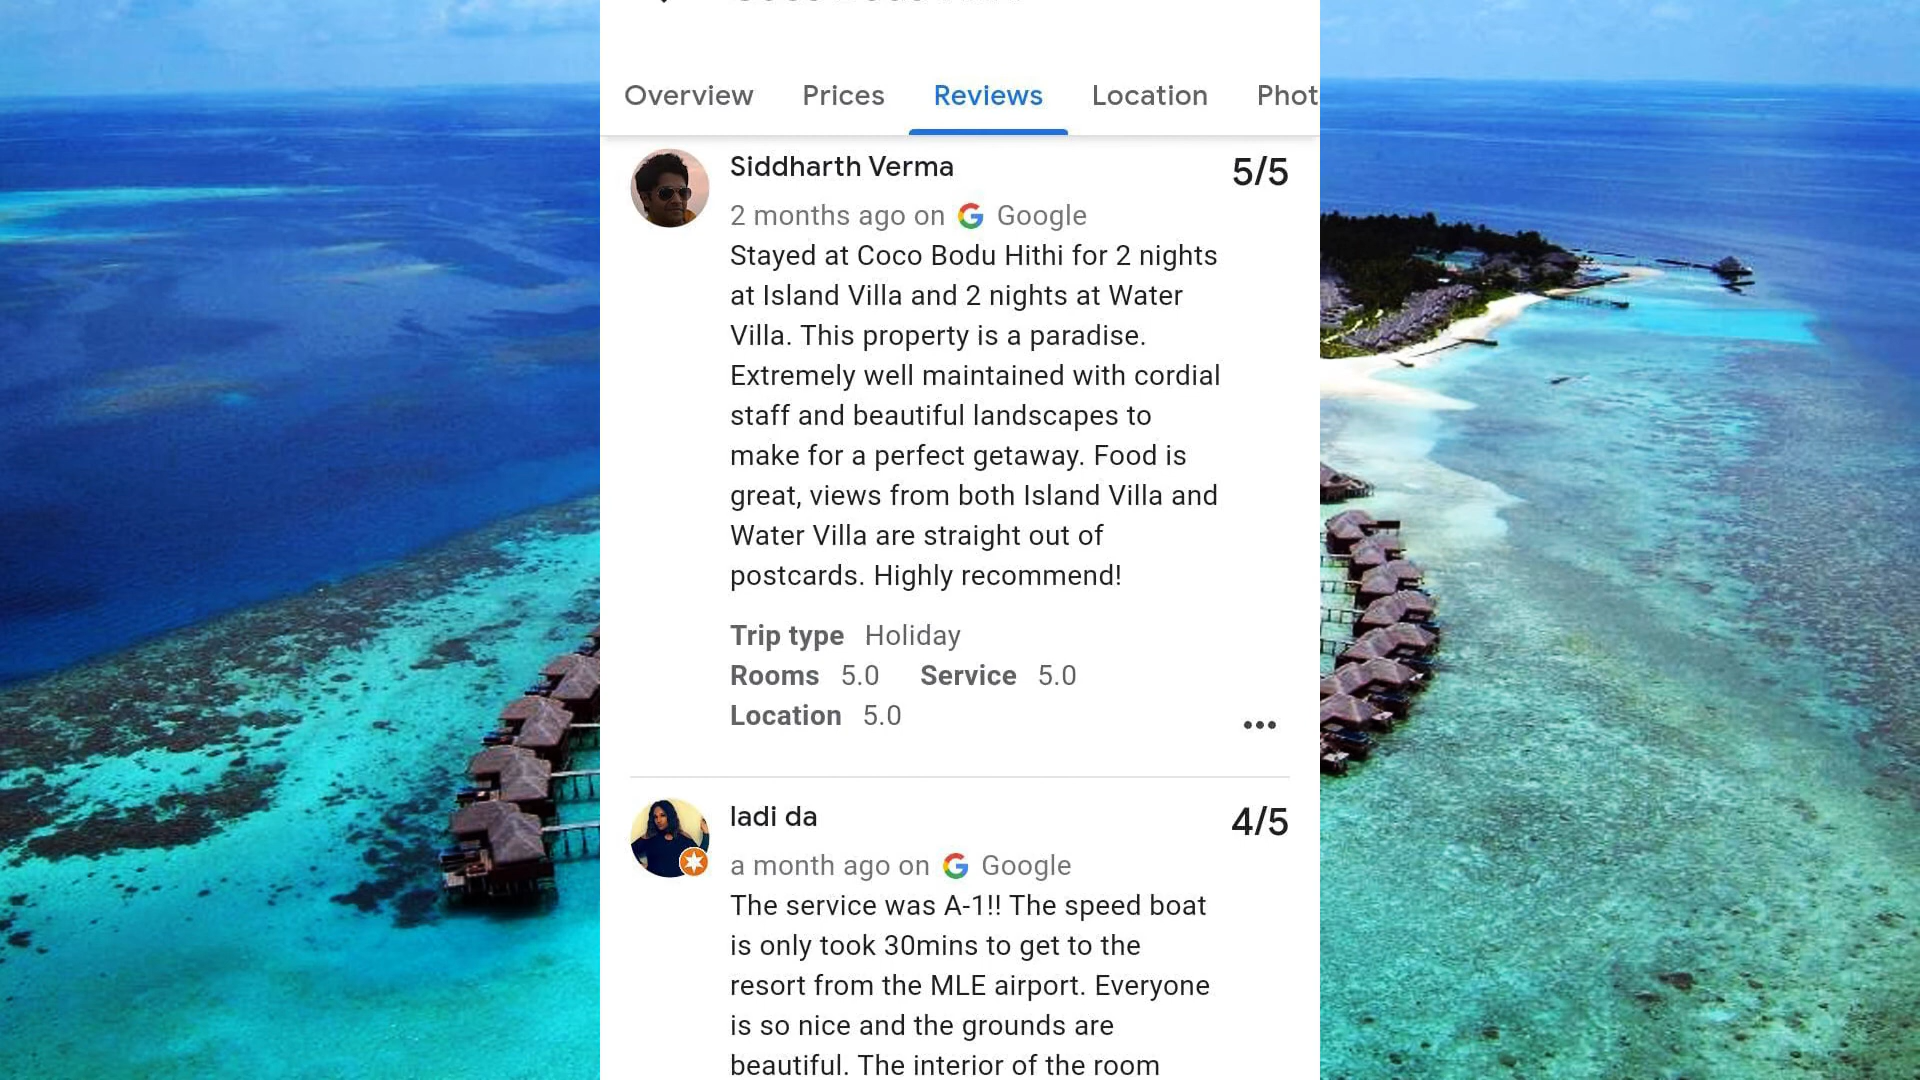 Overview Prices Reviews Location Phot
Siddharth Verma 5/5
2 months ago on Google
Stayed at Coco Bodu Hithi for 2 nights
at Island Villa and 2 nights at Water
Villa. This property is a paradise.
Extremely well maintained with cordial
staff and beautiful landscapes to
make for a perfect getaway. Food is
great, views from both Island Villa and
Water Villa are straight out of
postcards. Highly recommend!
Trip type Holiday
Rooms 5.0 Service 5.0
Location 5.0
ladi da 4/5
a month ago on Google
The service was A-1!! The speed boat
is only took 30mins to get to the
resort from the MLE airport. Everyone
is so nice and the grounds are
beautiful. The interior of the room